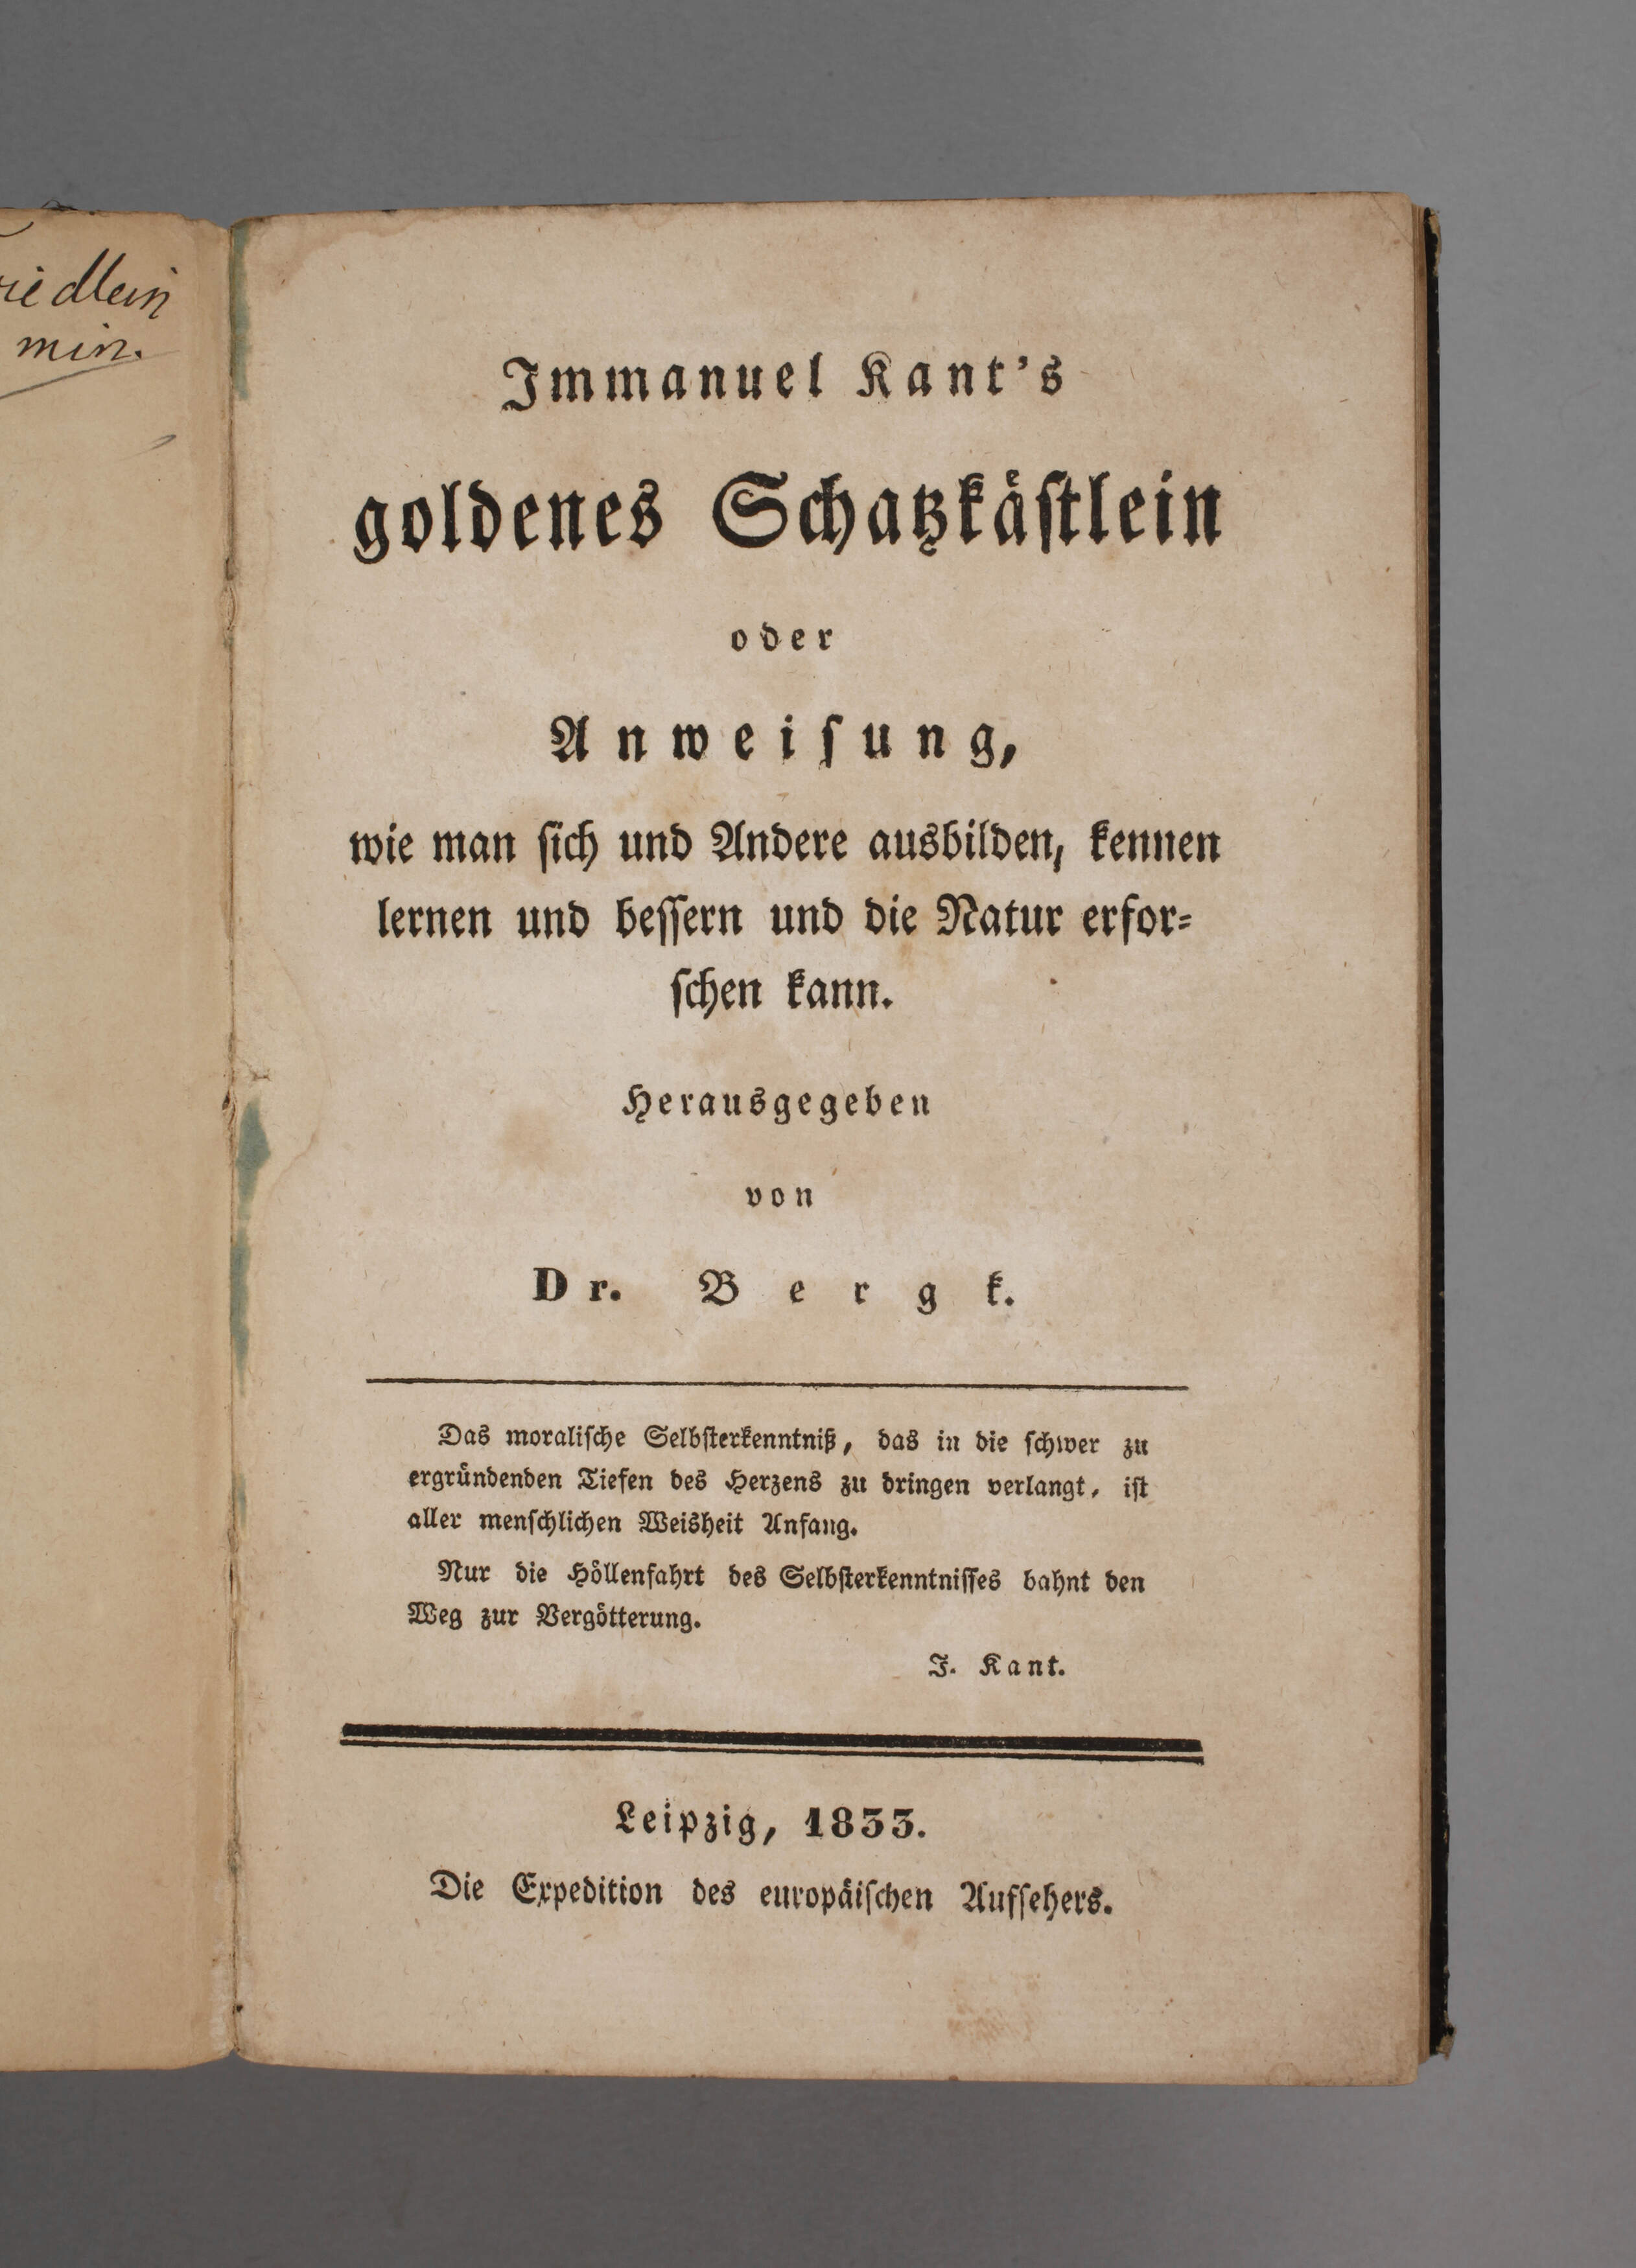 iedlein
min.
Immanuel Kant's
goldenes Schatzkäſtlein
oder
Anweiſung,
wie man ſich und Andere ausbilden, kennen
lernen und beſſern und die Natur erfor=
ſchen kann.
Herausgegeben
von
Dr. Bergk.
Das moraliſche Selbſterkenntniß, das in die ſchwer zu
ergründenden Tiefen des Herzens zu dringen verlangt, iſt
aller menſchlichen Weisheit Anfang.
Nur die Höllenfahrt des Selbſterkenntniſſes bahnt den
Weg zur Vergötterung.
J. Kant.
Leipzig, 1833.
Die Expedition des europäiſchen Aufſehers.